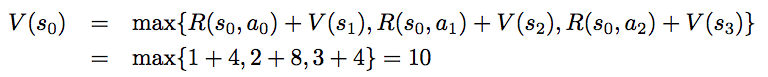 V(s₀) = max{R(s₀, a₀) + V(s₁), R(s₀, a₁) + V(s₂), R(s₀, a₂) + V(s₃)}
= max{1 + 4, 2 + 8, 3 + 4} = 10